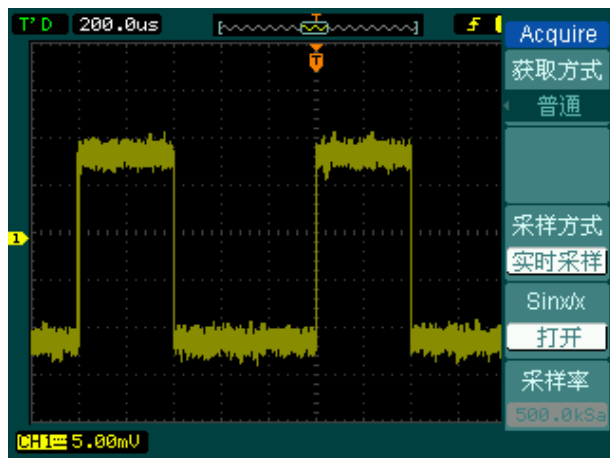 T'D 200.0us
T
Acquire
获取方式
普通
T
1
采样方式
实时采样
Sinx/x
打开
采样率
500.0kSa
CH1 5.00mV